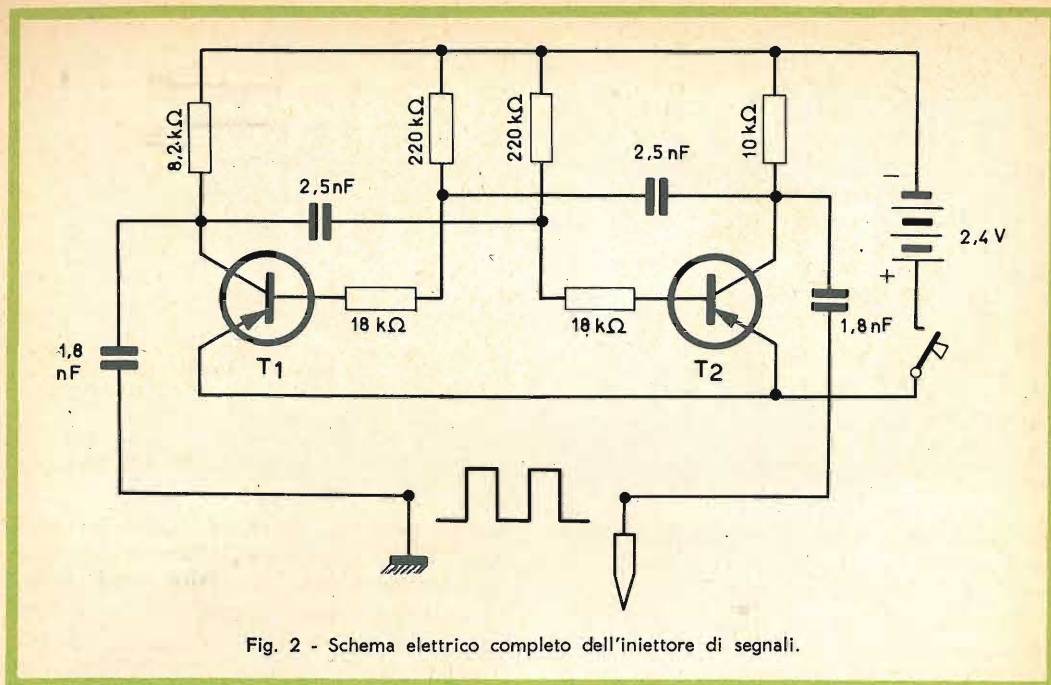 8,2 kΩ
220 kΩ
220 kΩ
10 kΩ
2,5 nF
2,5 nF
−
2,4 V
+
18 kΩ
18 kΩ
1,8 nF
T1
T2
1,8
nF
Fig. 2 - Schema elettrico completo dell'iniettore di segnali.